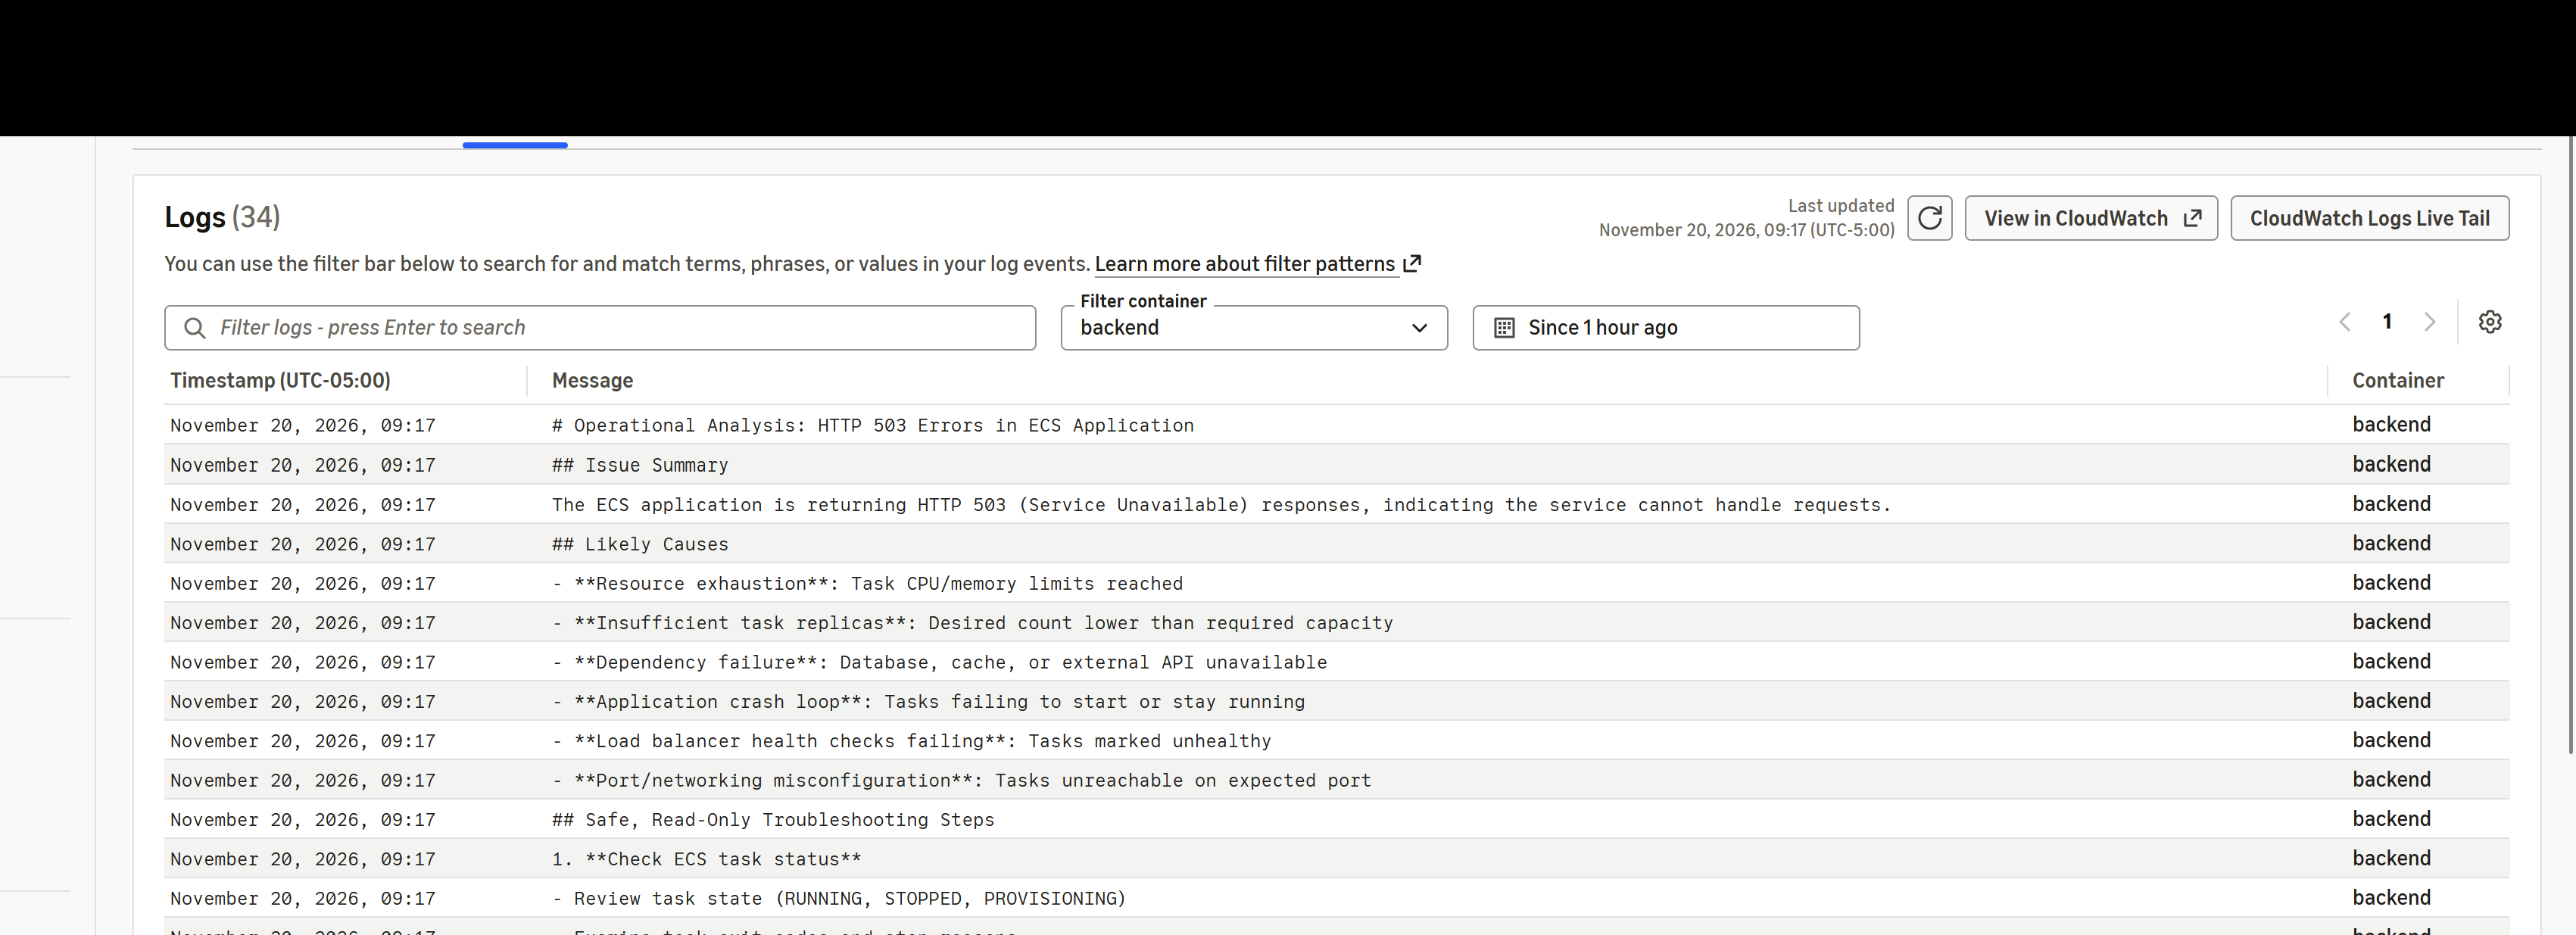 Logs (34)
Last updated
November 20, 2026, 09:17 (UTC-5:00)
View in CloudWatch
CloudWatch Logs Live Tail
You can use the filter bar below to search for and match terms, phrases, or values in your log events. Learn more about filter patterns
Filter logs - press Enter to search
Filter container
backend
Since 1 hour ago
1
Timestamp (UTC-05:00) Message Container
November 20, 2026, 09:17 # Operational Analysis: HTTP 503 Errors in ECS Application backend
November 20, 2026, 09:17 ## Issue Summary backend
November 20, 2026, 09:17 The ECS application is returning HTTP 503 (Service Unavailable) responses, indicating the service cannot handle requests. backend
November 20, 2026, 09:17 ## Likely Causes backend
November 20, 2026, 09:17 - **Resource exhaustion**: Task CPU/memory limits reached backend
November 20, 2026, 09:17 - **Insufficient task replicas**: Desired count lower than required capacity backend
November 20, 2026, 09:17 - **Dependency failure**: Database, cache, or external API unavailable backend
November 20, 2026, 09:17 - **Application crash loop**: Tasks failing to start or stay running backend
November 20, 2026, 09:17 - **Load balancer health checks failing**: Tasks marked unhealthy backend
November 20, 2026, 09:17 - **Port/networking misconfiguration**: Tasks unreachable on expected port backend
November 20, 2026, 09:17 ## Safe, Read-Only Troubleshooting Steps backend
November 20, 2026, 09:17 1. **Check ECS task status** backend
November 20, 2026, 09:17 - Review task state (RUNNING, STOPPED, PROVISIONING) backend